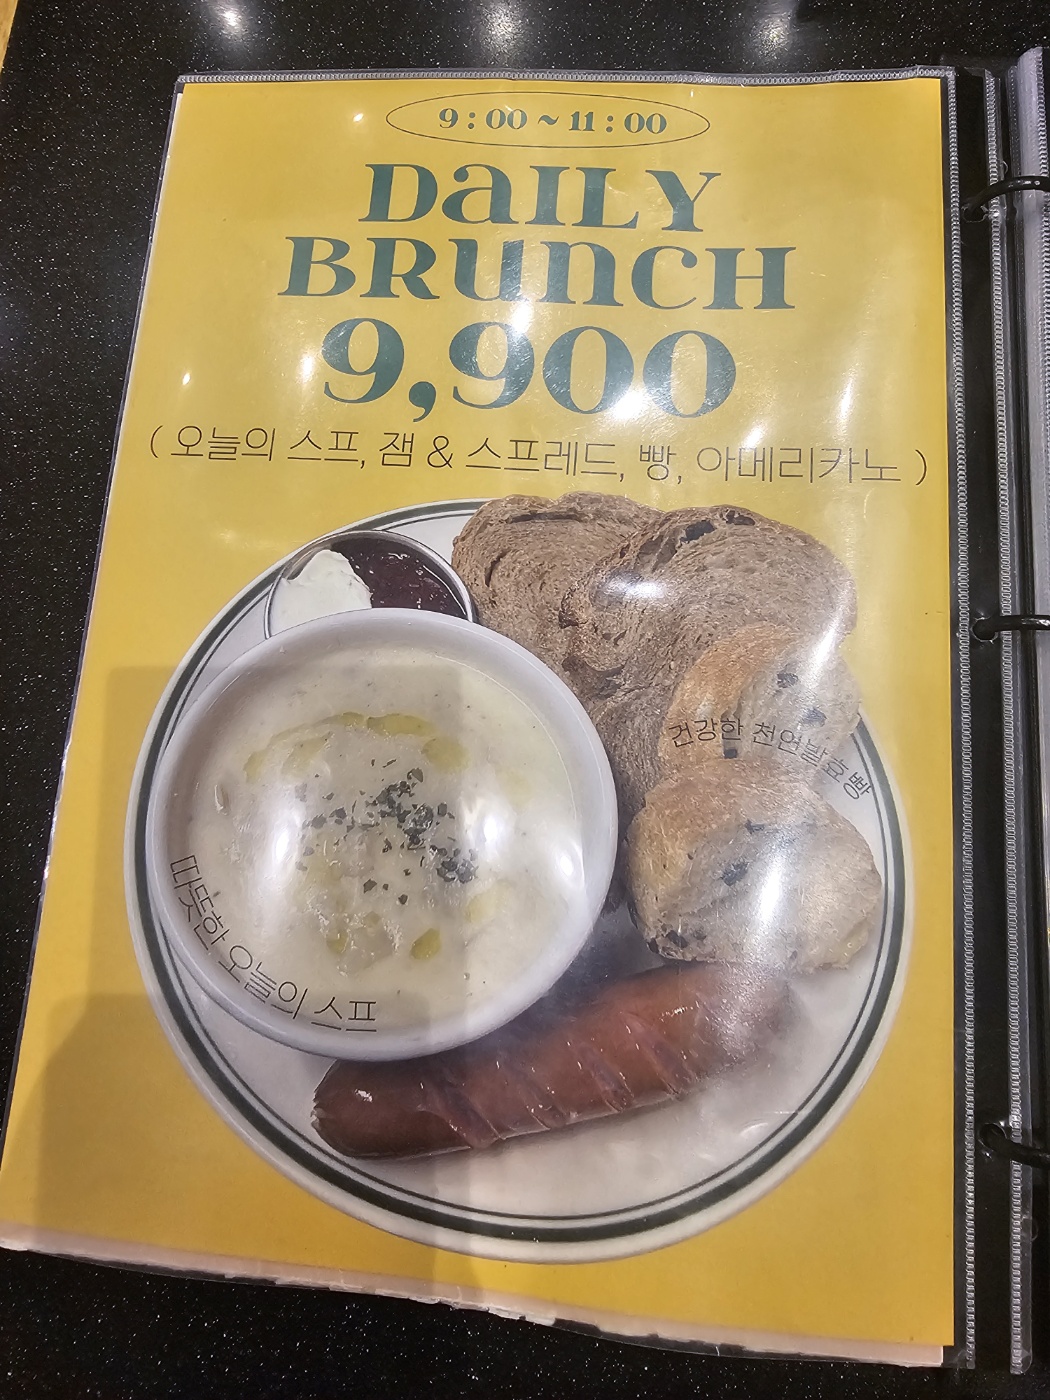 9:00~11:00
DaILY
BRunCH
9,900
(오늘의 스프, 잼 & 스프레드, 빵, 아메리카노)
건강한 천연발효빵
따뜻한 오늘의 스프